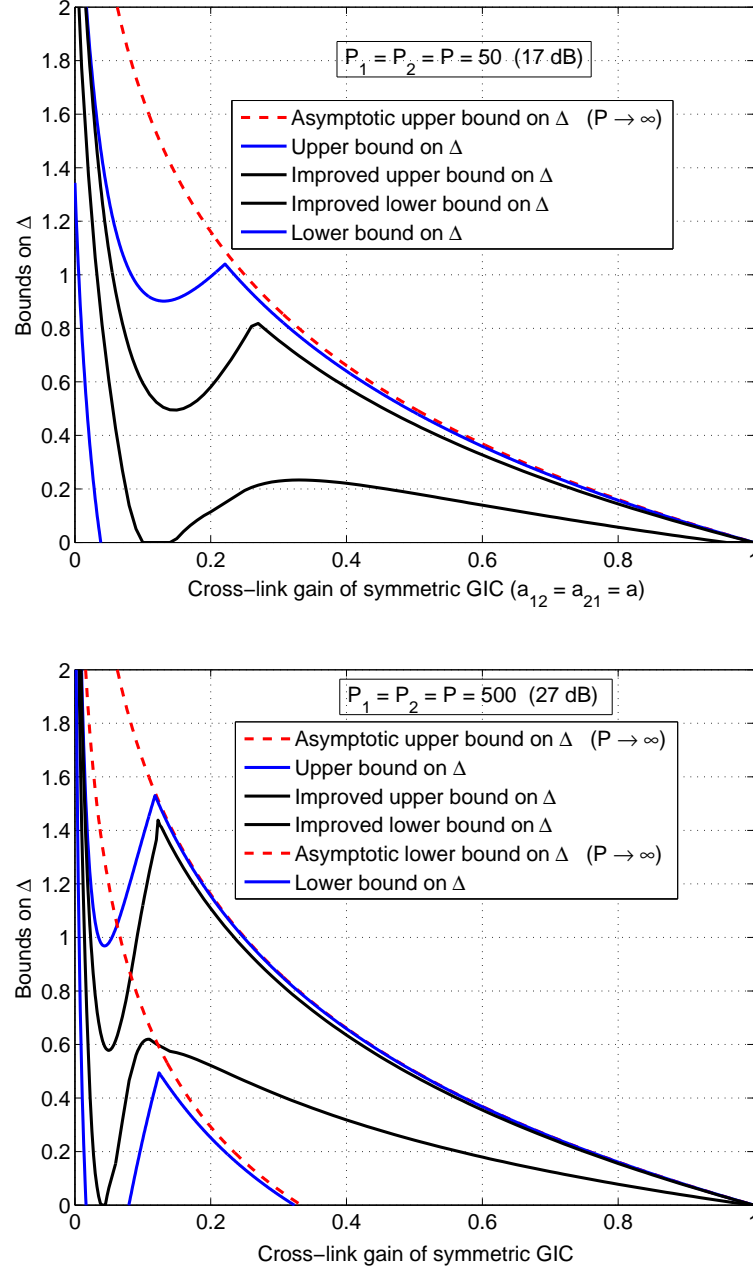 2
1.8
1.6
1.4
1.2
1
0.8
0.6
0.4
0.2
0
Bounds on Δ
P1 = P2 = P = 50 (17 dB)
Asymptotic upper bound on Δ (P → ∞)
Upper bound on Δ
Improved upper bound on Δ
Improved lower bound on Δ
Lower bound on Δ
0 0.2 0.4 0.6 0.8 1
Cross−link gain of symmetric GIC (a12 = a21 = a)
2
1.8
1.6
1.4
1.2
1
0.8
0.6
0.4
0.2
0
Bounds on Δ
P1 = P2 = P = 500 (27 dB)
Asymptotic upper bound on Δ (P → ∞)
Upper bound on Δ
Improved upper bound on Δ
Improved lower bound on Δ
Asymptotic lower bound on Δ (P → ∞)
Lower bound on Δ
0 0.2 0.4 0.6 0.8 1
Cross−link gain of symmetric GIC